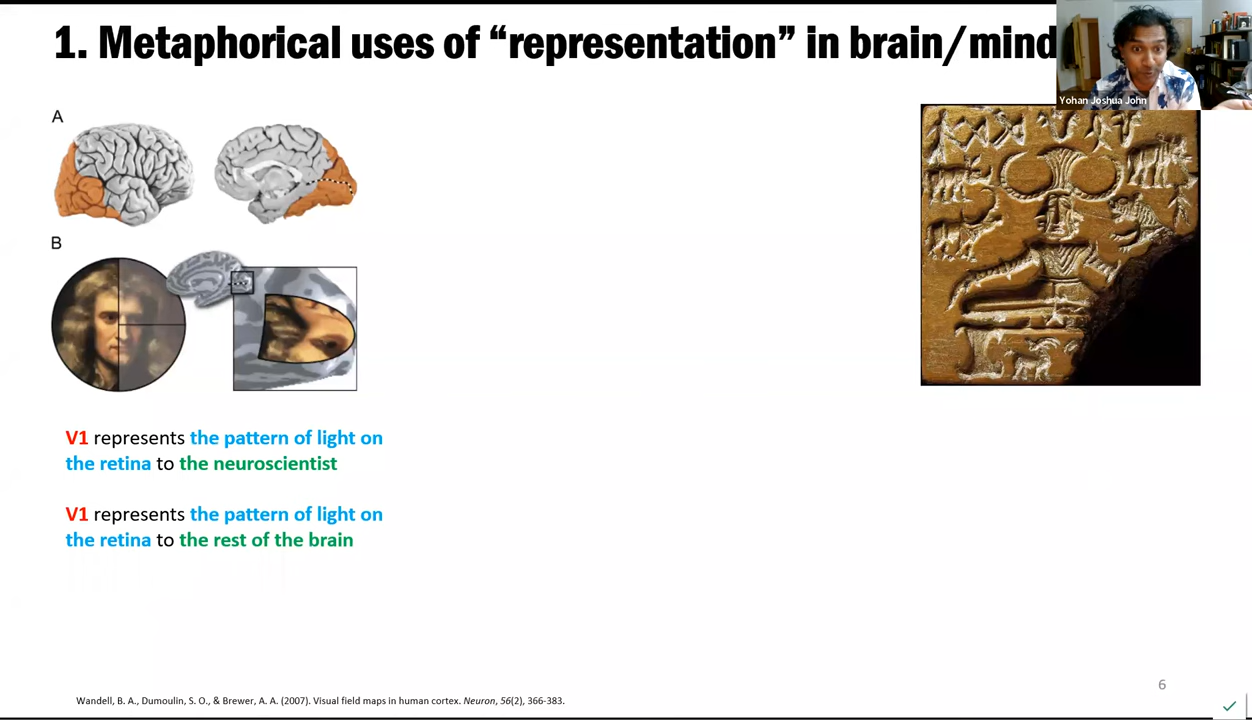 1. Metaphorical uses of “representation” in brain/mind
Yohan Joshua John
A
B
V1 represents the pattern of light on
the retina to the neuroscientist
V1 represents the pattern of light on
the retina to the rest of the brain
6
Wandell, B. A., Dumoulin, S. O., & Brewer, A. A. (2007). Visual field maps in human cortex. Neuron, 56(2), 366-383.